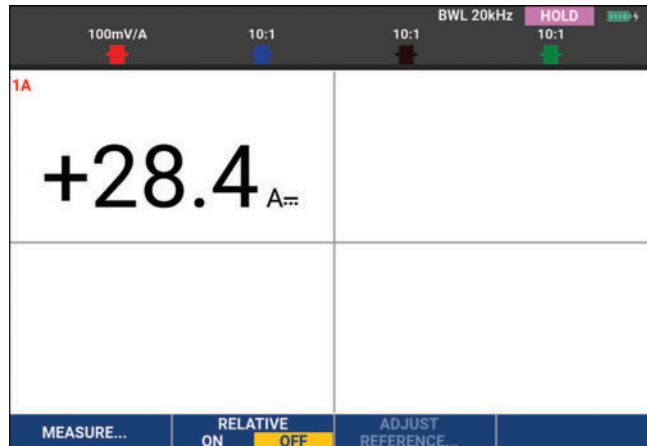 BWL 20kHz HOLD
100mV/A 10:1 10:1 10:1
1A
+28.4 A⎓
MEASURE...
RELATIVE
ON OFF
ADJUST
REFERENCE...